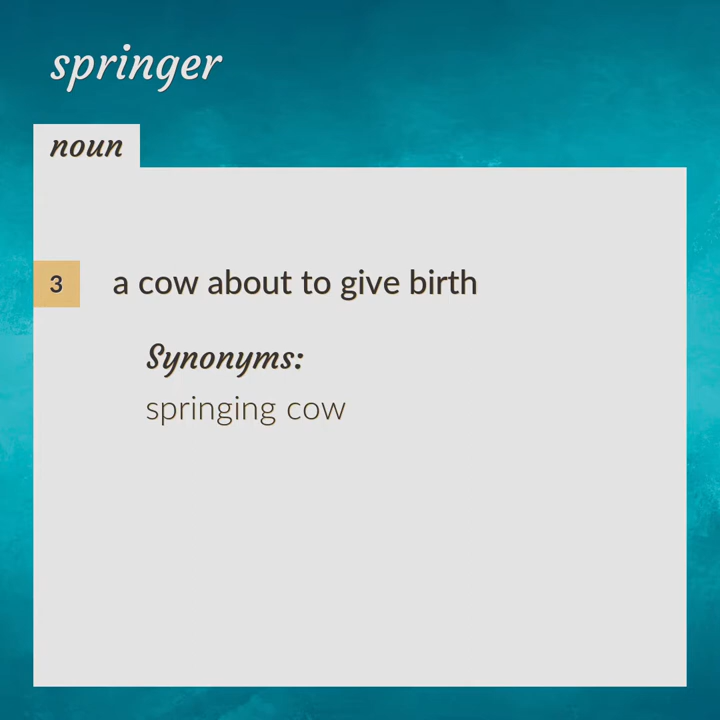 springer
noun
3 a cow about to give birth
Synonyms:
springing cow